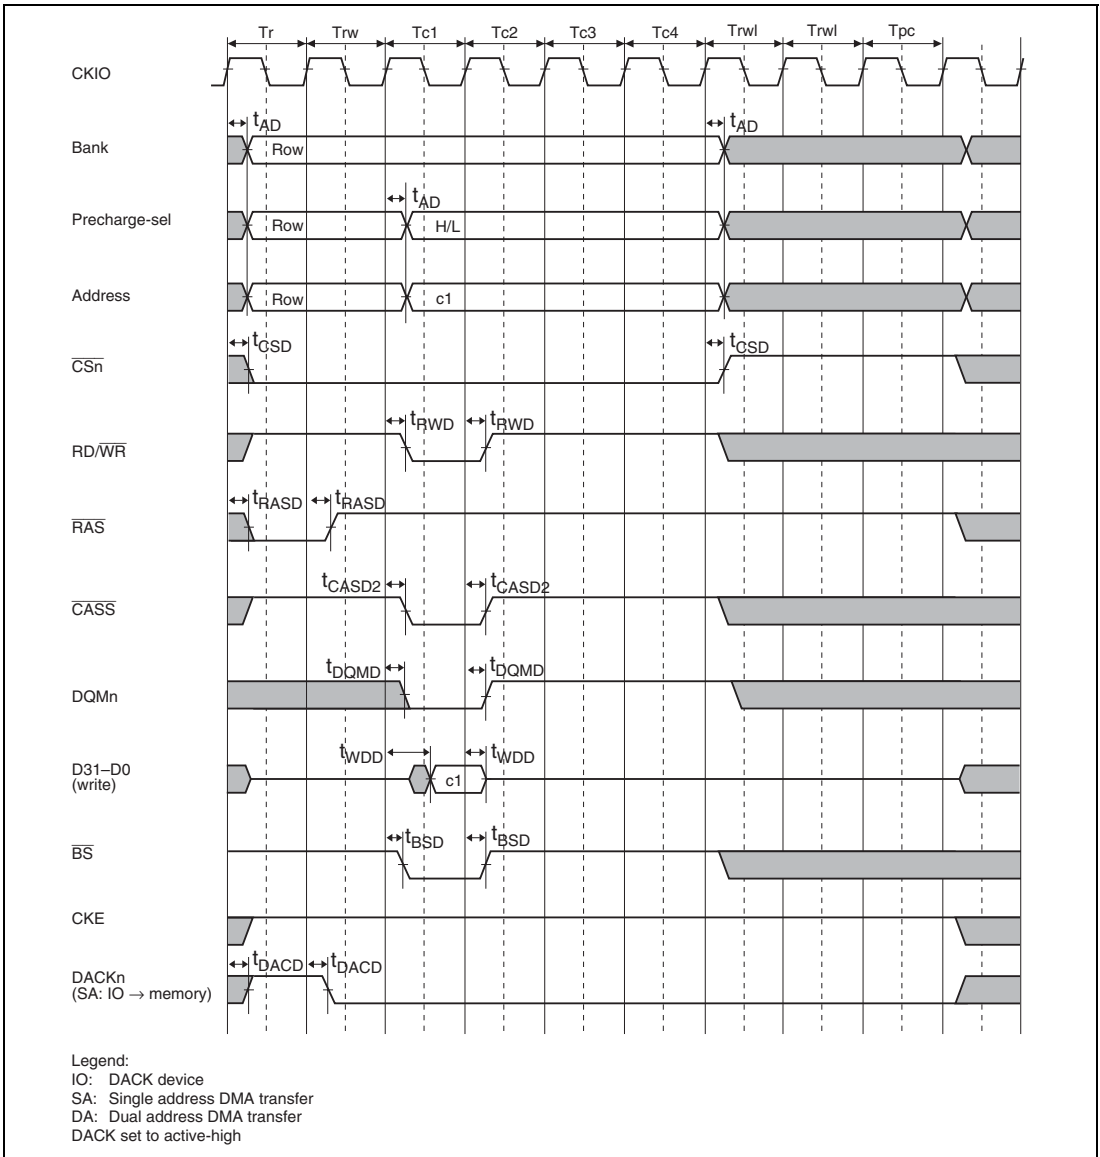 Tr Trw Tc1 Tc2 Tc3 Tc4 Trwl Trwl Tpc
CKIO
tAD tAD
Bank Row
tAD
Precharge-sel Row H/L
Address Row c1
tCSD tCSD
CSn
tRWD tRWD
RD/WR
tRASD tRASD
RAS
tCASD2 tCASD2
CASS
tDQMD tDQMD
DQMn
tWDD tWDD
D31–D0
(write) c1
tBSD tBSD
BS
CKE
tDACD tDACD
DACKn
(SA: IO → memory)
Legend:
IO: DACK device
SA: Single address DMA transfer
DA: Dual address DMA transfer
DACK set to active-high